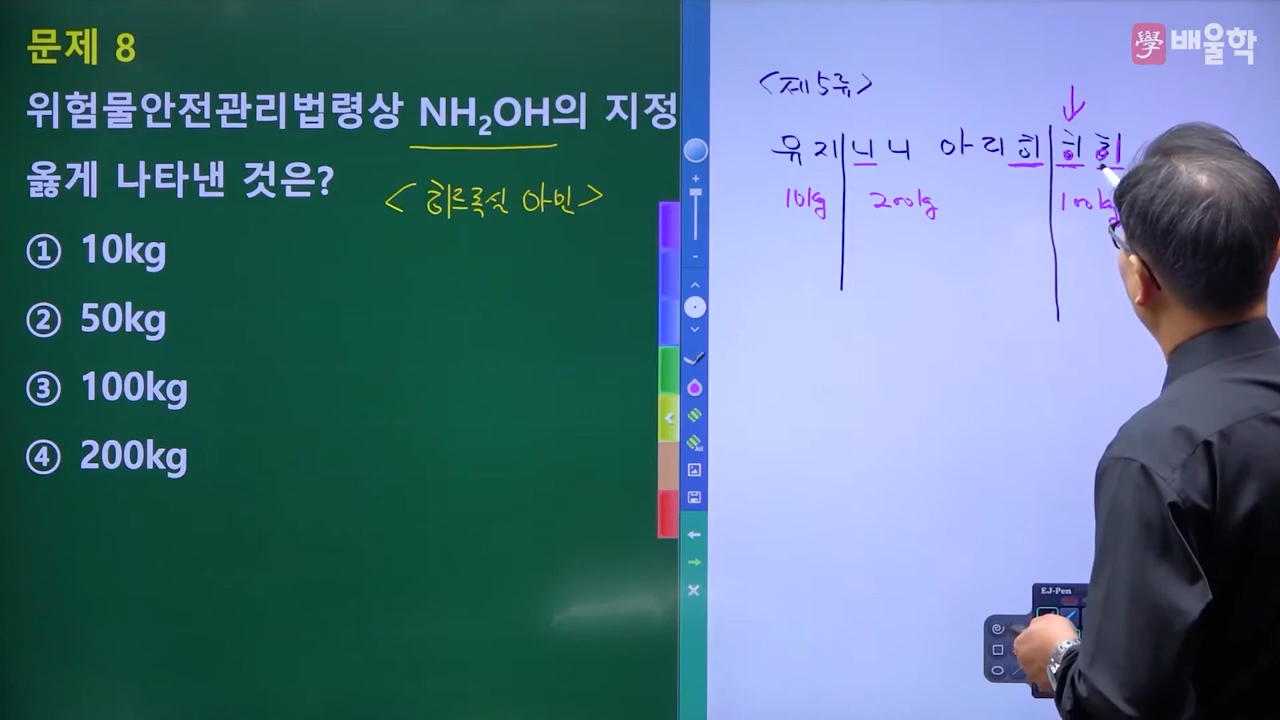 문제 8
위험물안전관리법령상 NH₂OH의 지정
옳게 나타낸 것은?
<히드록실 아민>
① 10kg
② 50kg
③ 100kg
④ 200kg
學 배울학
<제5류>
유 지 니 니 아 리 히 히 히
10kg 200kg 100kg
EJ-Pen